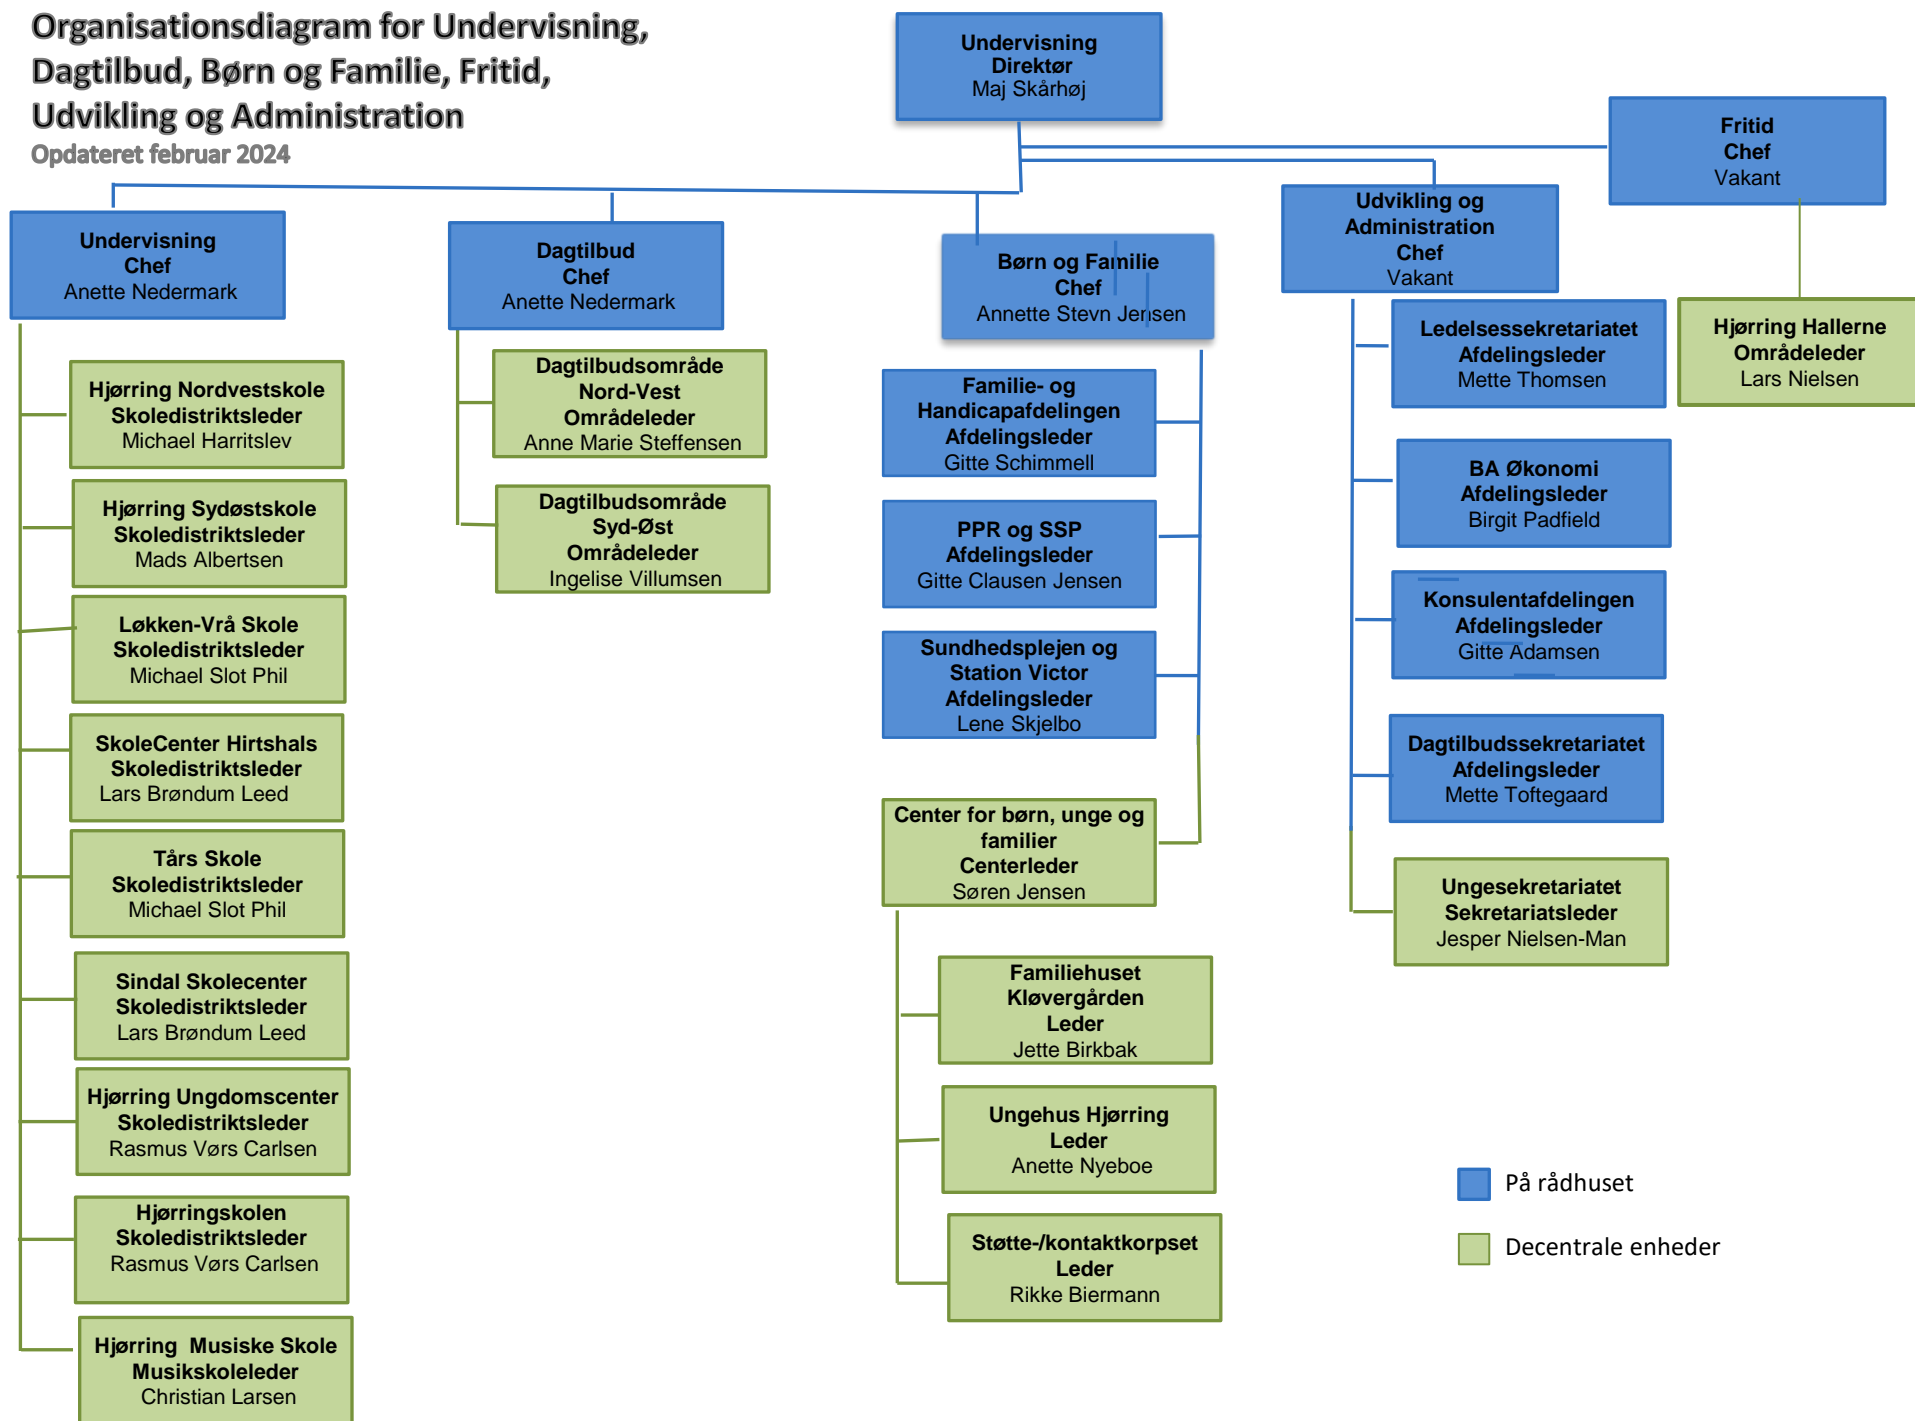 Organisationsdiagram for Undervisning,
Dagtilbud, Børn og Familie, Fritid,
Udvikling og Administration
Opdateret februar 2024
Undervisning
Direktør
Maj Skårhøj
Fritid
Chef
Vakant
Undervisning
Chef
Anette Nedermark
Dagtilbud
Chef
Anette Nedermark
Børn og Familie
Chef
Annette Stevn Jensen
Udvikling og
Administration
Chef
Vakant
Hjørring Nordvestskole
Skoledistriktsleder
Michael Harritslev
Hjørring Sydøstskole
Skoledistriktsleder
Mads Albertsen
Løkken-Vrå Skole
Skoledistriktsleder
Michael Slot Phil
SkoleCenter Hirtshals
Skoledistriktsleder
Lars Brøndum Leed
Tårs Skole
Skoledistriktsleder
Michael Slot Phil
Sindal Skolecenter
Skoledistriktsleder
Lars Brøndum Leed
Hjørring Ungdomscenter
Skoledistriktsleder
Rasmus Vørs Carlsen
Hjørringskolen
Skoledistriktsleder
Rasmus Vørs Carlsen
Hjørring  Musiske Skole
Musikskoleleder
Christian Larsen
Dagtilbudsområde
Nord-Vest
Områdeleder
Anne Marie Steffensen
Dagtilbudsområde
Syd-Øst
Områdeleder
Ingelise Villumsen
Familie- og
Handicapafdelingen
Afdelingsleder
Gitte Schimmell
PPR og SSP
Afdelingsleder
Gitte Clausen Jensen
Sundhedsplejen og
Station Victor
Afdelingsleder
Lene Skjelbo
Center for børn, unge og
familier
Centerleder
Søren Jensen
Familiehuset
Kløvergården
Leder
Jette Birkbak
Ungehus Hjørring
Leder
Anette Nyeboe
Støtte-/kontaktkorpset
Leder
Rikke Biermann
Ledelsessekretariatet
Afdelingsleder
Mette Thomsen
BA Økonomi
Afdelingsleder
Birgit Padfield
Konsulentafdelingen
Afdelingsleder
Gitte Adamsen
Dagtilbudssekretariatet
Afdelingsleder
Mette Toftegaard
Ungesekretariatet
Sekretariatsleder
Jesper Nielsen-Man
Hjørring Hallerne
Områdeleder
Lars Nielsen
På rådhuset
Decentrale enheder